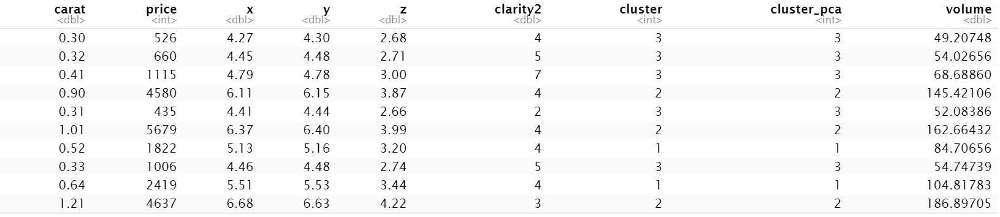 carat price x y z clarity2 cluster cluster_pca volume
<dbl> <int> <dbl> <dbl> <dbl> <dbl> <int> <int> <dbl>
0.30 526 4.27 4.30 2.68 4 3 3 49.20748
0.32 660 4.45 4.48 2.71 5 3 3 54.02656
0.41 1115 4.79 4.78 3.00 7 3 3 68.68860
0.90 4580 6.11 6.15 3.87 4 2 2 145.42106
0.31 435 4.41 4.44 2.66 2 3 3 52.08386
1.01 5679 6.37 6.40 3.99 4 2 2 162.66432
0.52 1822 5.13 5.16 3.20 4 1 1 84.70656
0.33 1006 4.46 4.48 2.74 5 3 3 54.74739
0.64 2419 5.51 5.53 3.44 4 1 1 104.81783
1.21 4637 6.68 6.63 4.22 3 2 2 186.89705